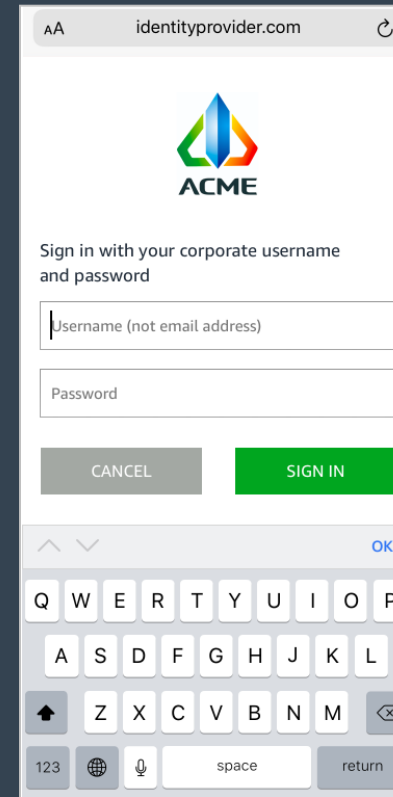 AA identityprovider.com
ACME
Sign in with your corporate username
and password
Username (not email address)
Password
CANCEL SIGN IN
OK
Q W E R T Y U I O P
A S D F G H J K L
Z X C V B N M
123 space return